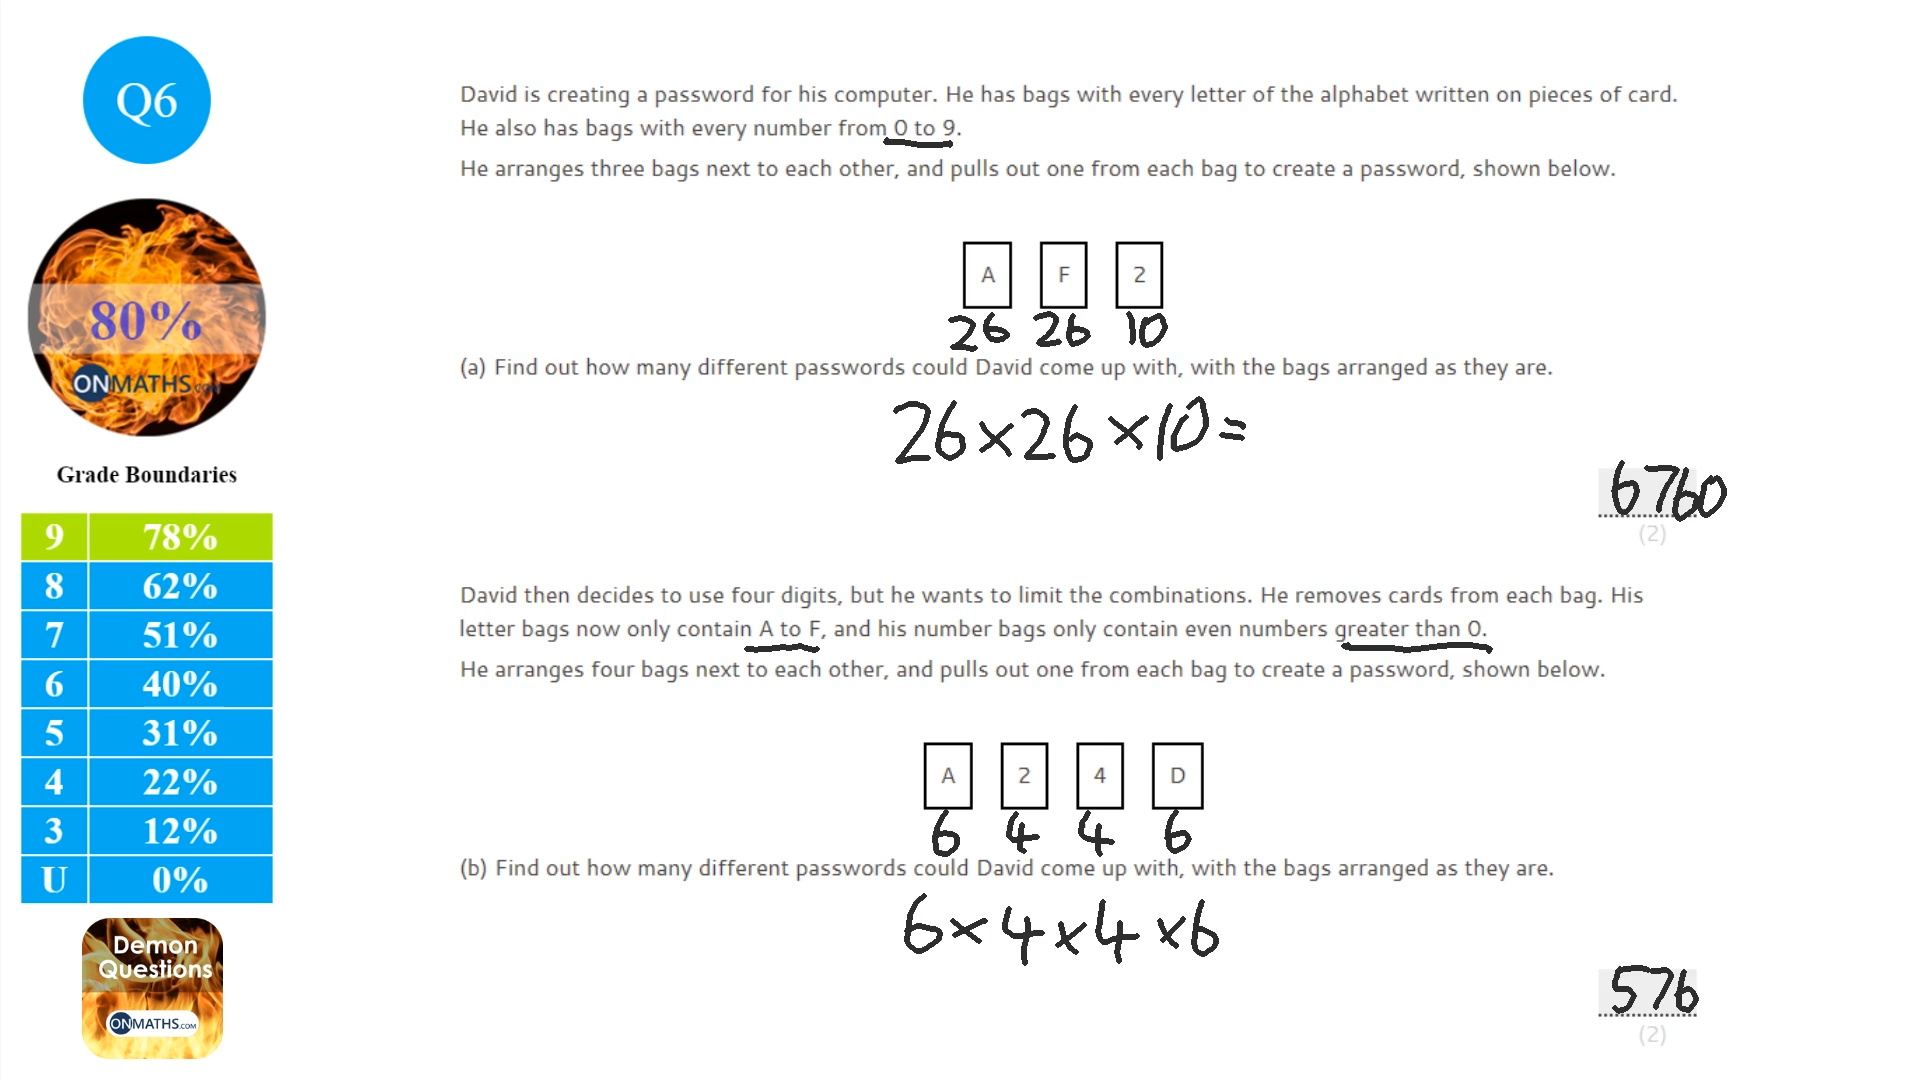 Q6
80%
ONMATHS.com
Grade Boundaries
9 78%
8 62%
7 51%
6 40%
5 31%
4 22%
3 12%
U 0%
Demon
Questions
ONMATHS.COM
David is creating a password for his computer. He has bags with every letter of the alphabet written on pieces of card.
He also has bags with every number from 0 to 9.
He arranges three bags next to each other, and pulls out one from each bag to create a password, shown below.
A F 2
26 26 10
(a) Find out how many different passwords could David come up with, with the bags arranged as they are.
26×26×10=
6760
(2)
David then decides to use four digits, but he wants to limit the combinations. He removes cards from each bag. His
letter bags now only contain A to F, and his number bags only contain even numbers greater than 0.
He arranges four bags next to each other, and pulls out one from each bag to create a password, shown below.
A 2 4 D
6 4 4 6
(b) Find out how many different passwords could David come up with, with the bags arranged as they are.
6×4×4×6
576
(2)